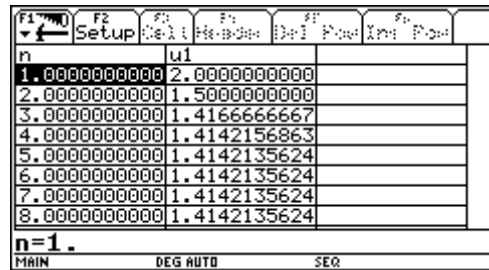 F1 F2 Setup
n u1
1.0000000000 2.0000000000
2.0000000000 1.5000000000
3.0000000000 1.4166666667
4.0000000000 1.4142156863
5.0000000000 1.4142135624
6.0000000000 1.4142135624
7.0000000000 1.4142135624
8.0000000000 1.4142135624
n=1.
MAIN DEG AUTO SEQ